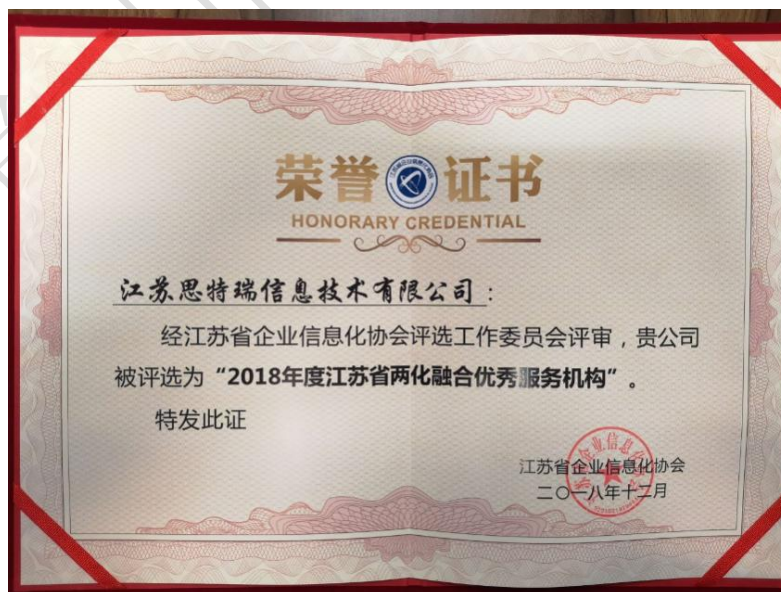 荣誉证书
HONORARY CREDENTIAL
江苏思特瑞信息技术有限公司:
经江苏省企业信息化协会评选工作委员会评审,贵公司
被评选为“2018年度江苏省两化融合优秀服务机构”。
特发此证
江苏省企业信息化协会
二〇一八年十二月